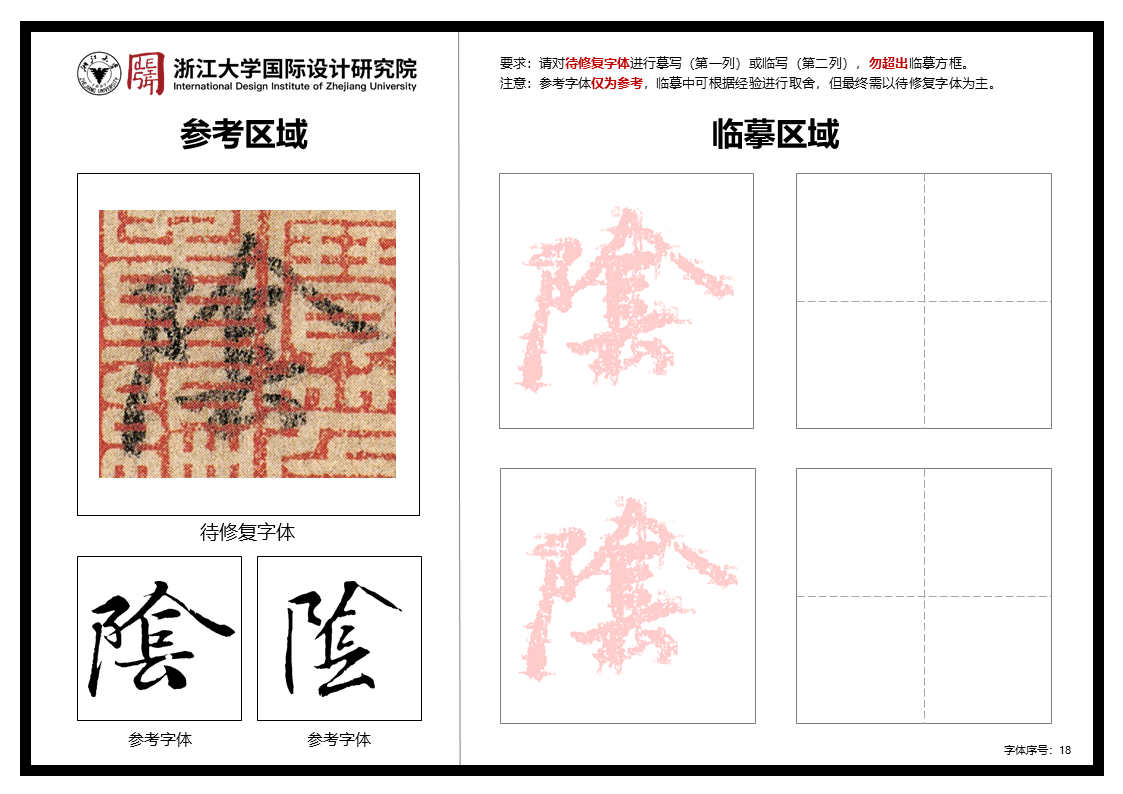 浙江大学国际设计研究院
International Design Institute of Zhejiang University
参考区域
陰
待修复字体
陰
陰
参考字体
参考字体
要求：请对待修复字体进行摹写（第一列）或临写（第二列），勿超出临摹方框。
注意：参考字体仅为参考，临摹中可根据经验进行取舍，但最终需以待修复字体为主。
临摹区域
陰
陰
字体序号：18